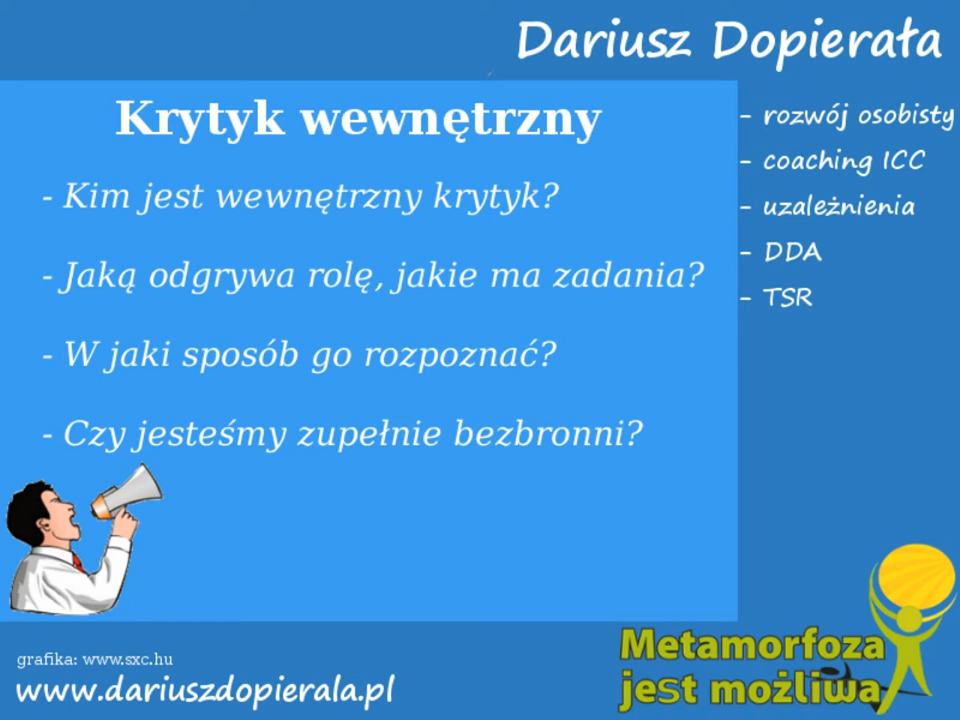 Dariusz Dopierała
Krytyk wewnętrzny
- Kim jest wewnętrzny krytyk?
- Jaką odgrywa rolę, jakie ma zadania?
- W jaki sposób go rozpoznać?
- Czy jesteśmy zupełnie bezbronni?
- rozwój osobisty
- coaching ICC
- uzależnienia
- DDA
- TSR
grafika: www.sxc.hu
www.dariuszdopierala.pl
Metamorfoza
jest możliwa